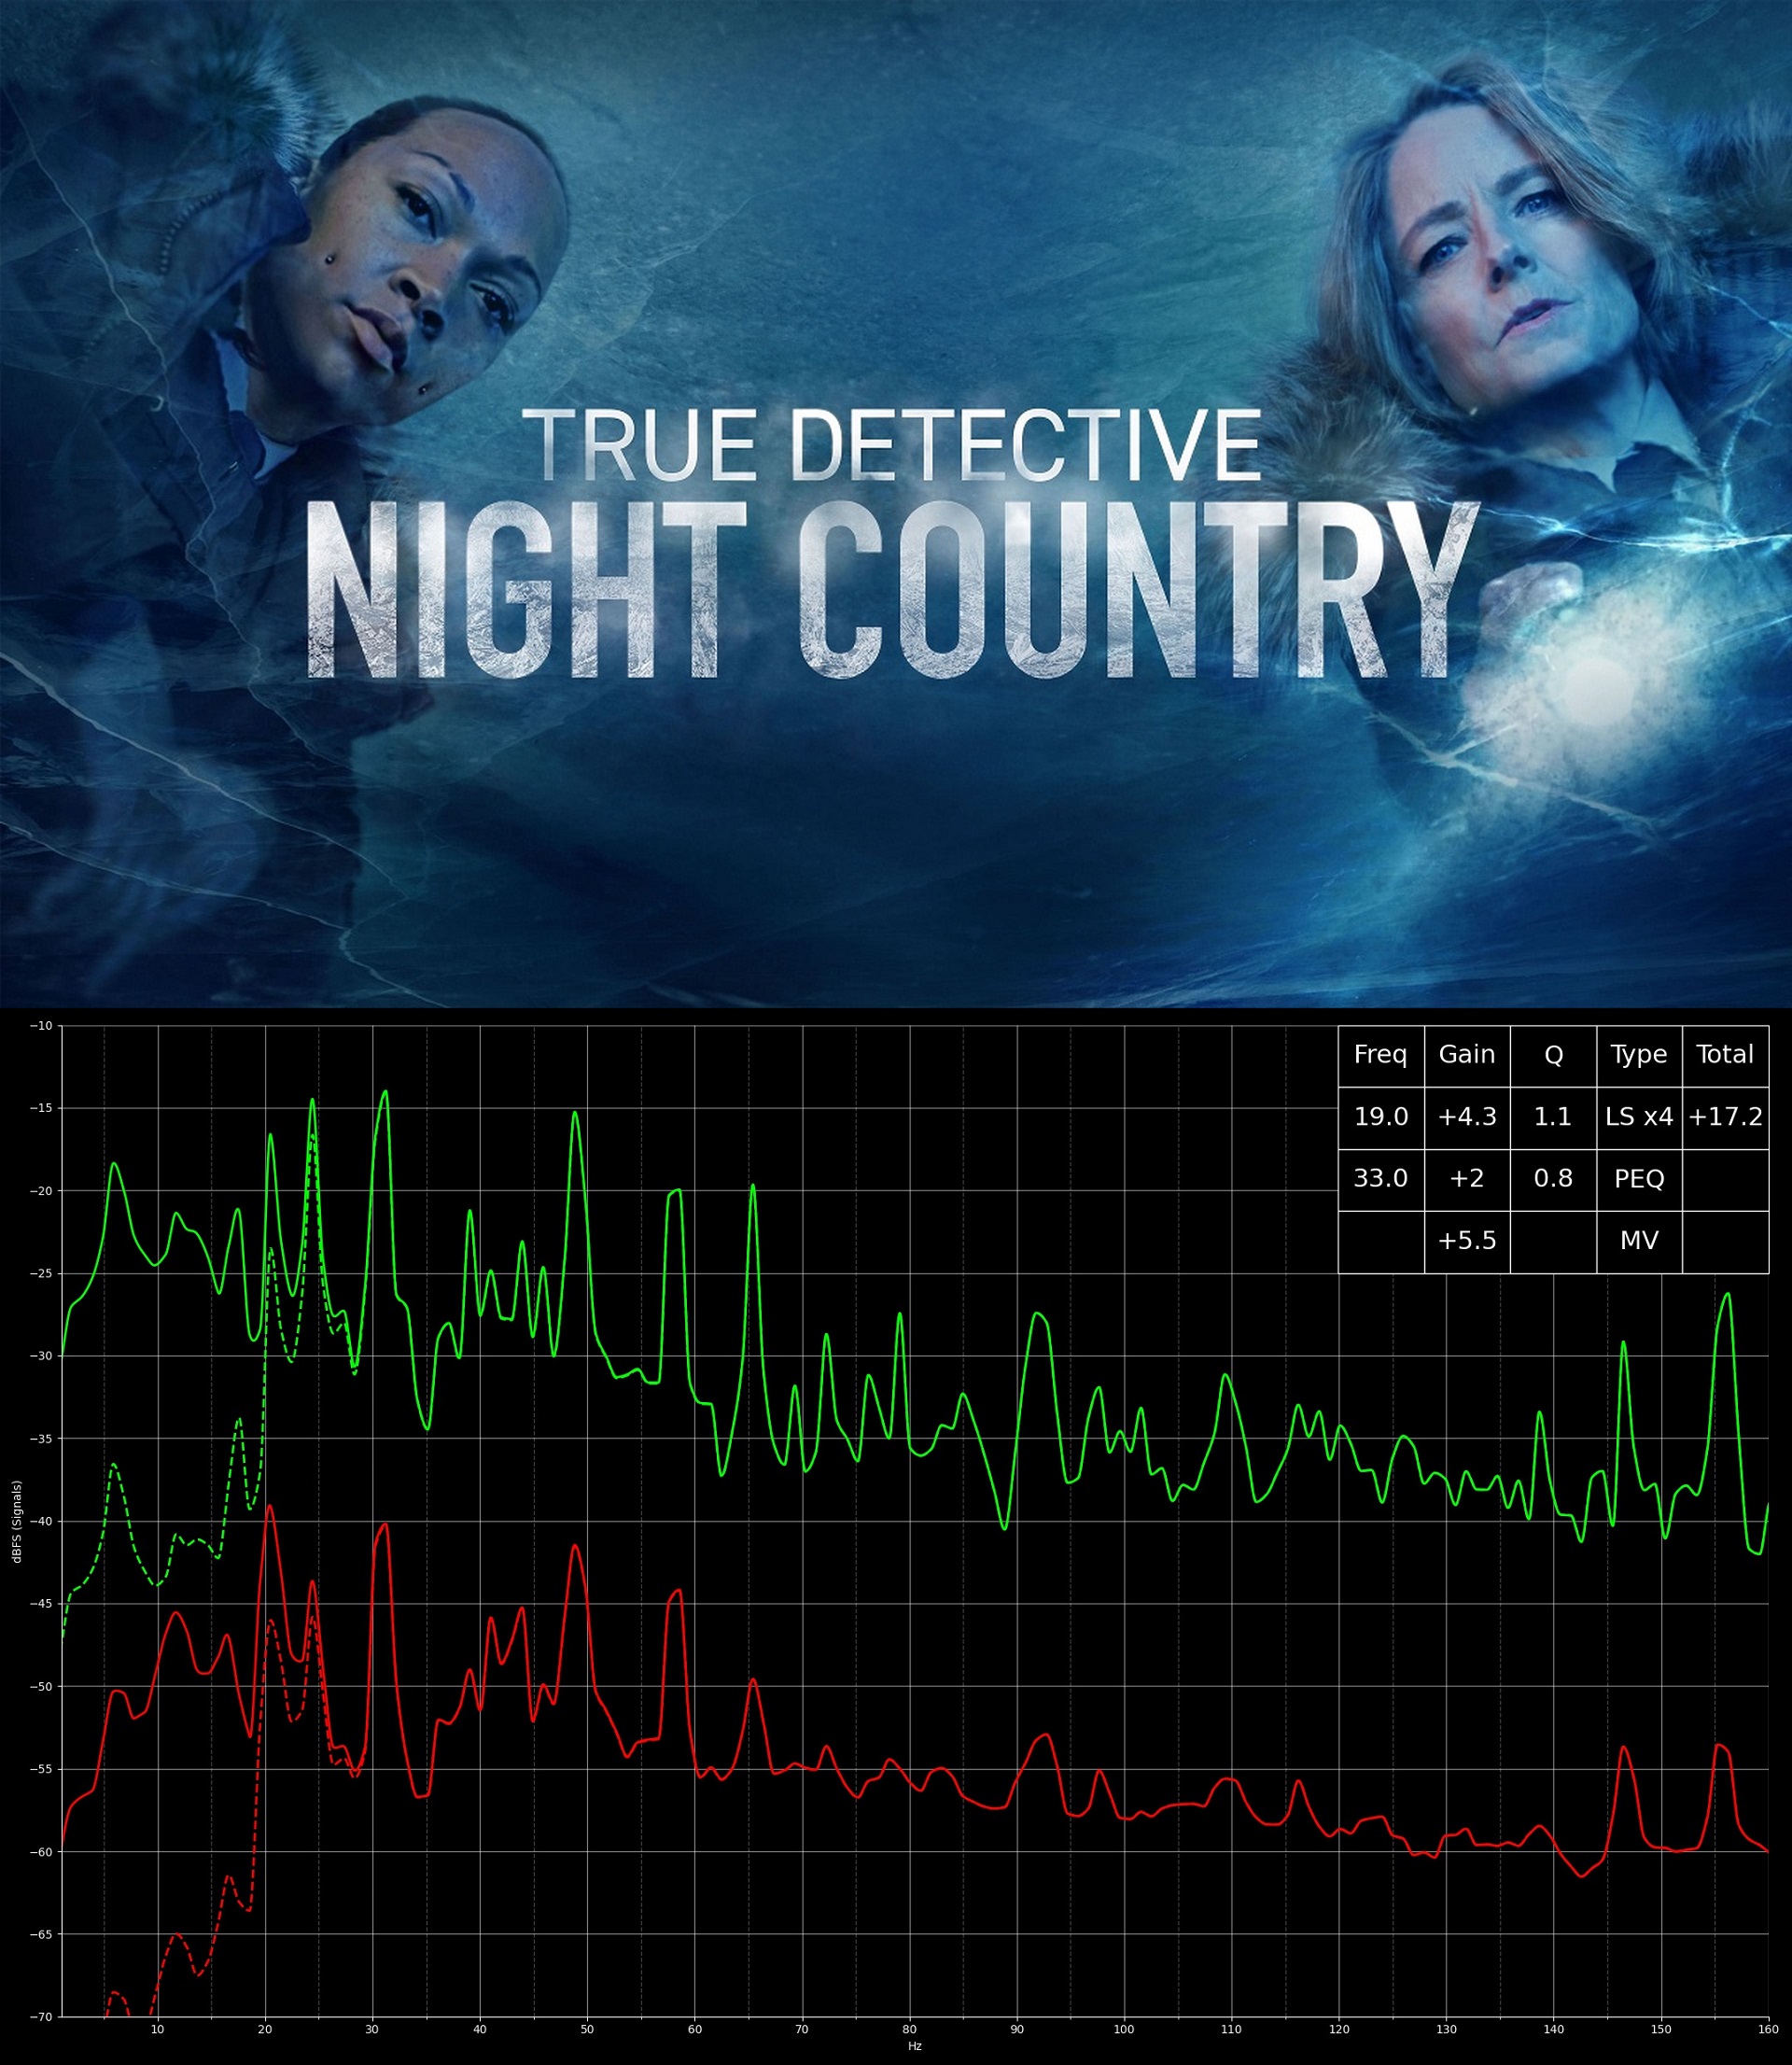 TRUE DETECTIVE
NIGHT COUNTRY
Freq Gain Q Type Total
19.0 +4.3 1.1 LS x4 +17.2
33.0 +2 0.8 PEQ
+5.5 MV
−10
−15
−20
−25
−30
−35
−40
−45
−50
−55
−60
−65
−70
dBFS (Signals)
10 20 30 40 50 60 70 80 90 100 110 120 130 140 150 160
Hz